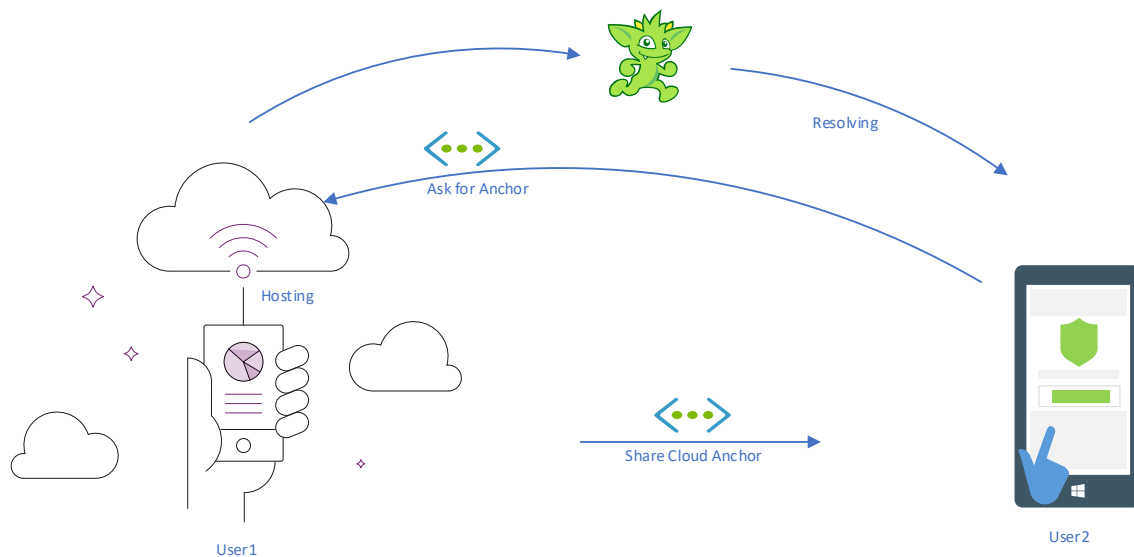 Resolving
Ask for Anchor
Hosting
Share Cloud Anchor
User1
User2